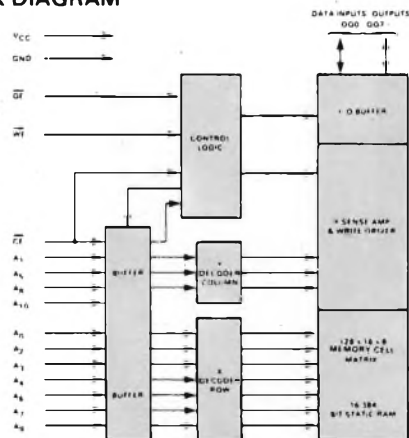 DIAGRAM
DATA INPUTS OUTPUTS
DQ0 DQ7
VCC
GND
OE
WE
CONTROL
LOGIC
I O BUFFER
Y SENSE AMP
& WRITE DRIVER
CE
A1
A5
A8
A10
BUFFER
Y
DECODER
COLUMN
A0
A2
A3
A4
A6
A7
A9
BUFFER
X
DECODE
ROW
128 x 16 x 8
MEMORY CELL
MATRIX
16 384
BIT STATIC RAM